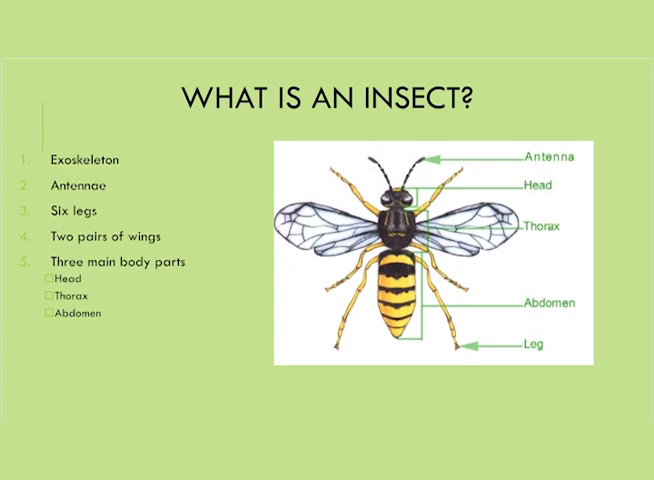 WHAT IS AN INSECT?
1. Exoskeleton
2. Antennae
3. Six legs
4. Two pairs of wings
5. Three main body parts
Head
Thorax
Abdomen
Antenna
Head
Thorax
Abdomen
Leg